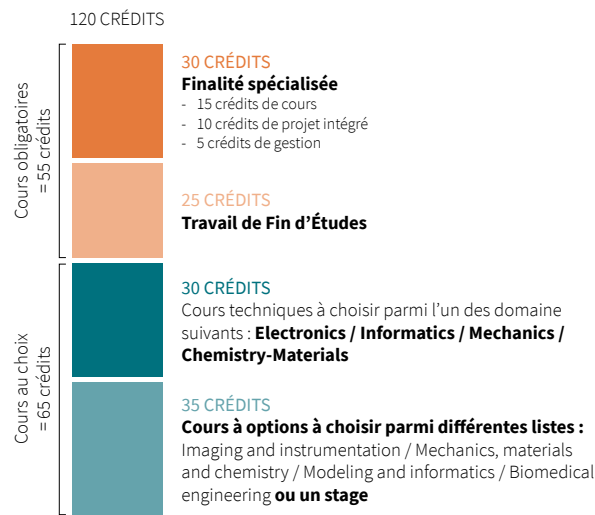 120 CRÉDITS
Cours obligatoires
= 55 crédits
30 CRÉDITS
Finalité spécialisée
- 15 crédits de cours
- 10 crédits de projet intégré
- 5 crédits de gestion
25 CRÉDITS
Travail de Fin d’Études
Cours au choix
= 65 crédits
30 CRÉDITS
Cours techniques à choisir parmi l’un des domaine
suivants : Electronics / Informatics / Mechanics /
Chemistry-Materials
35 CRÉDITS
Cours à options à choisir parmi différentes listes :
Imaging and instrumentation / Mechanics, materials
and chemistry / Modeling and informatics / Biomedical
engineering ou un stage